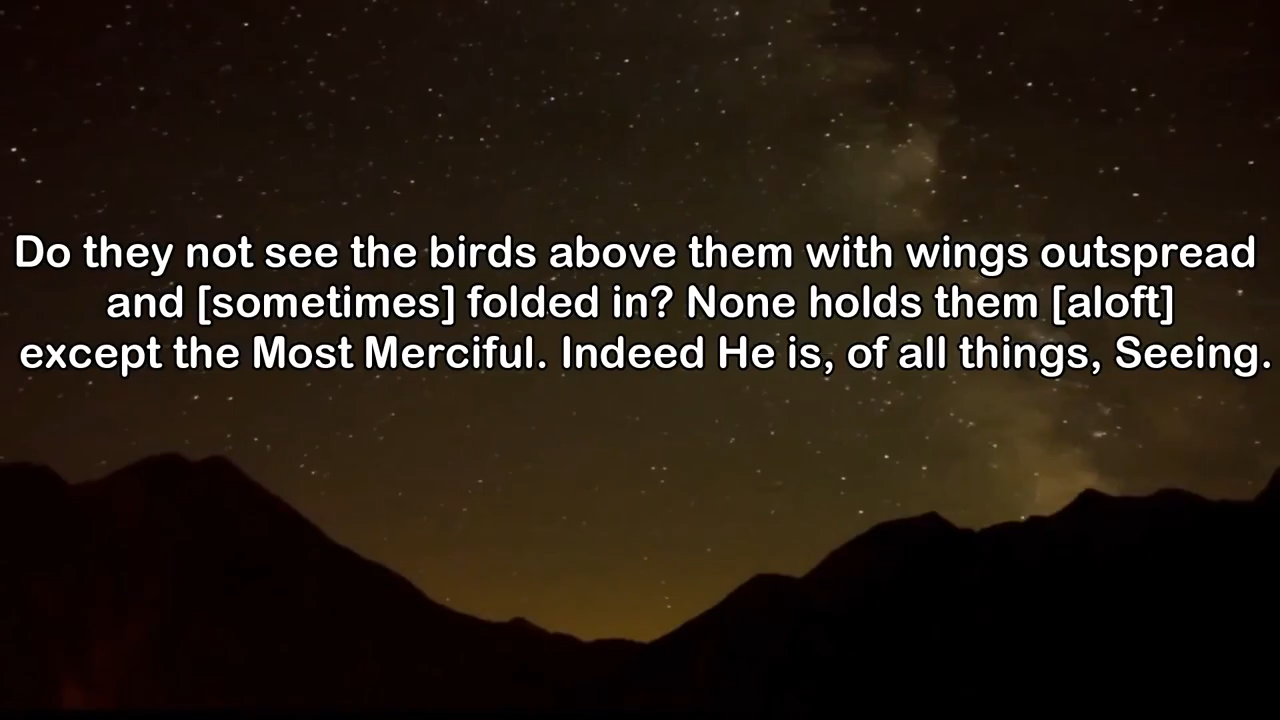 Do they not see the birds above them with wings outspread
and [sometimes] folded in? None holds them [aloft]
except the Most Merciful. Indeed He is, of all things, Seeing.